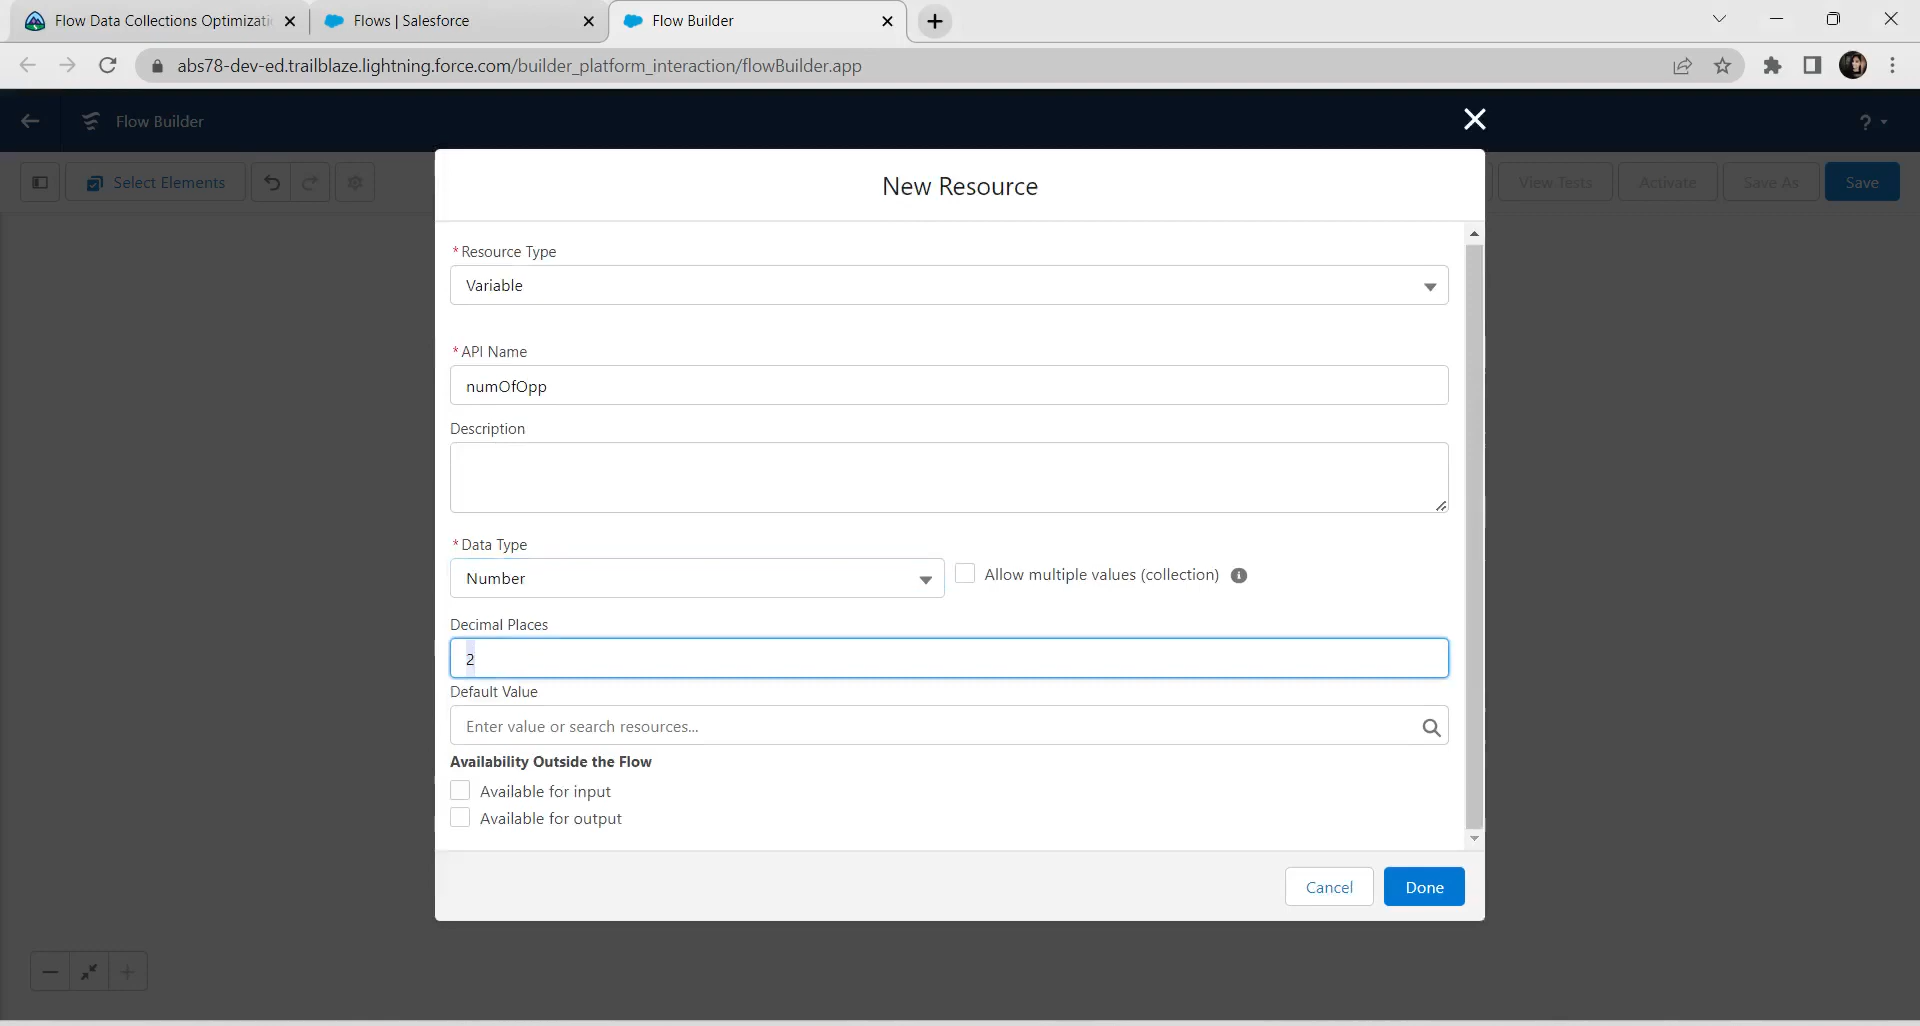 Flow Data Collections Optimizati
Flows | Salesforce
Flow Builder
abs78-dev-ed.trailblaze.lightning.force.com/builder_platform_interaction/flowBuilder.app
Flow Builder
?
Select Elements
View Tests
Activate
Save As
Save
New Resource
*Resource Type
Variable
*API Name
numOfOpp
Description
*Data Type
Number
Allow multiple values (collection)
Decimal Places
2
Default Value
Enter value or search resources...
Availability Outside the Flow
Available for input
Available for output
Cancel
Done